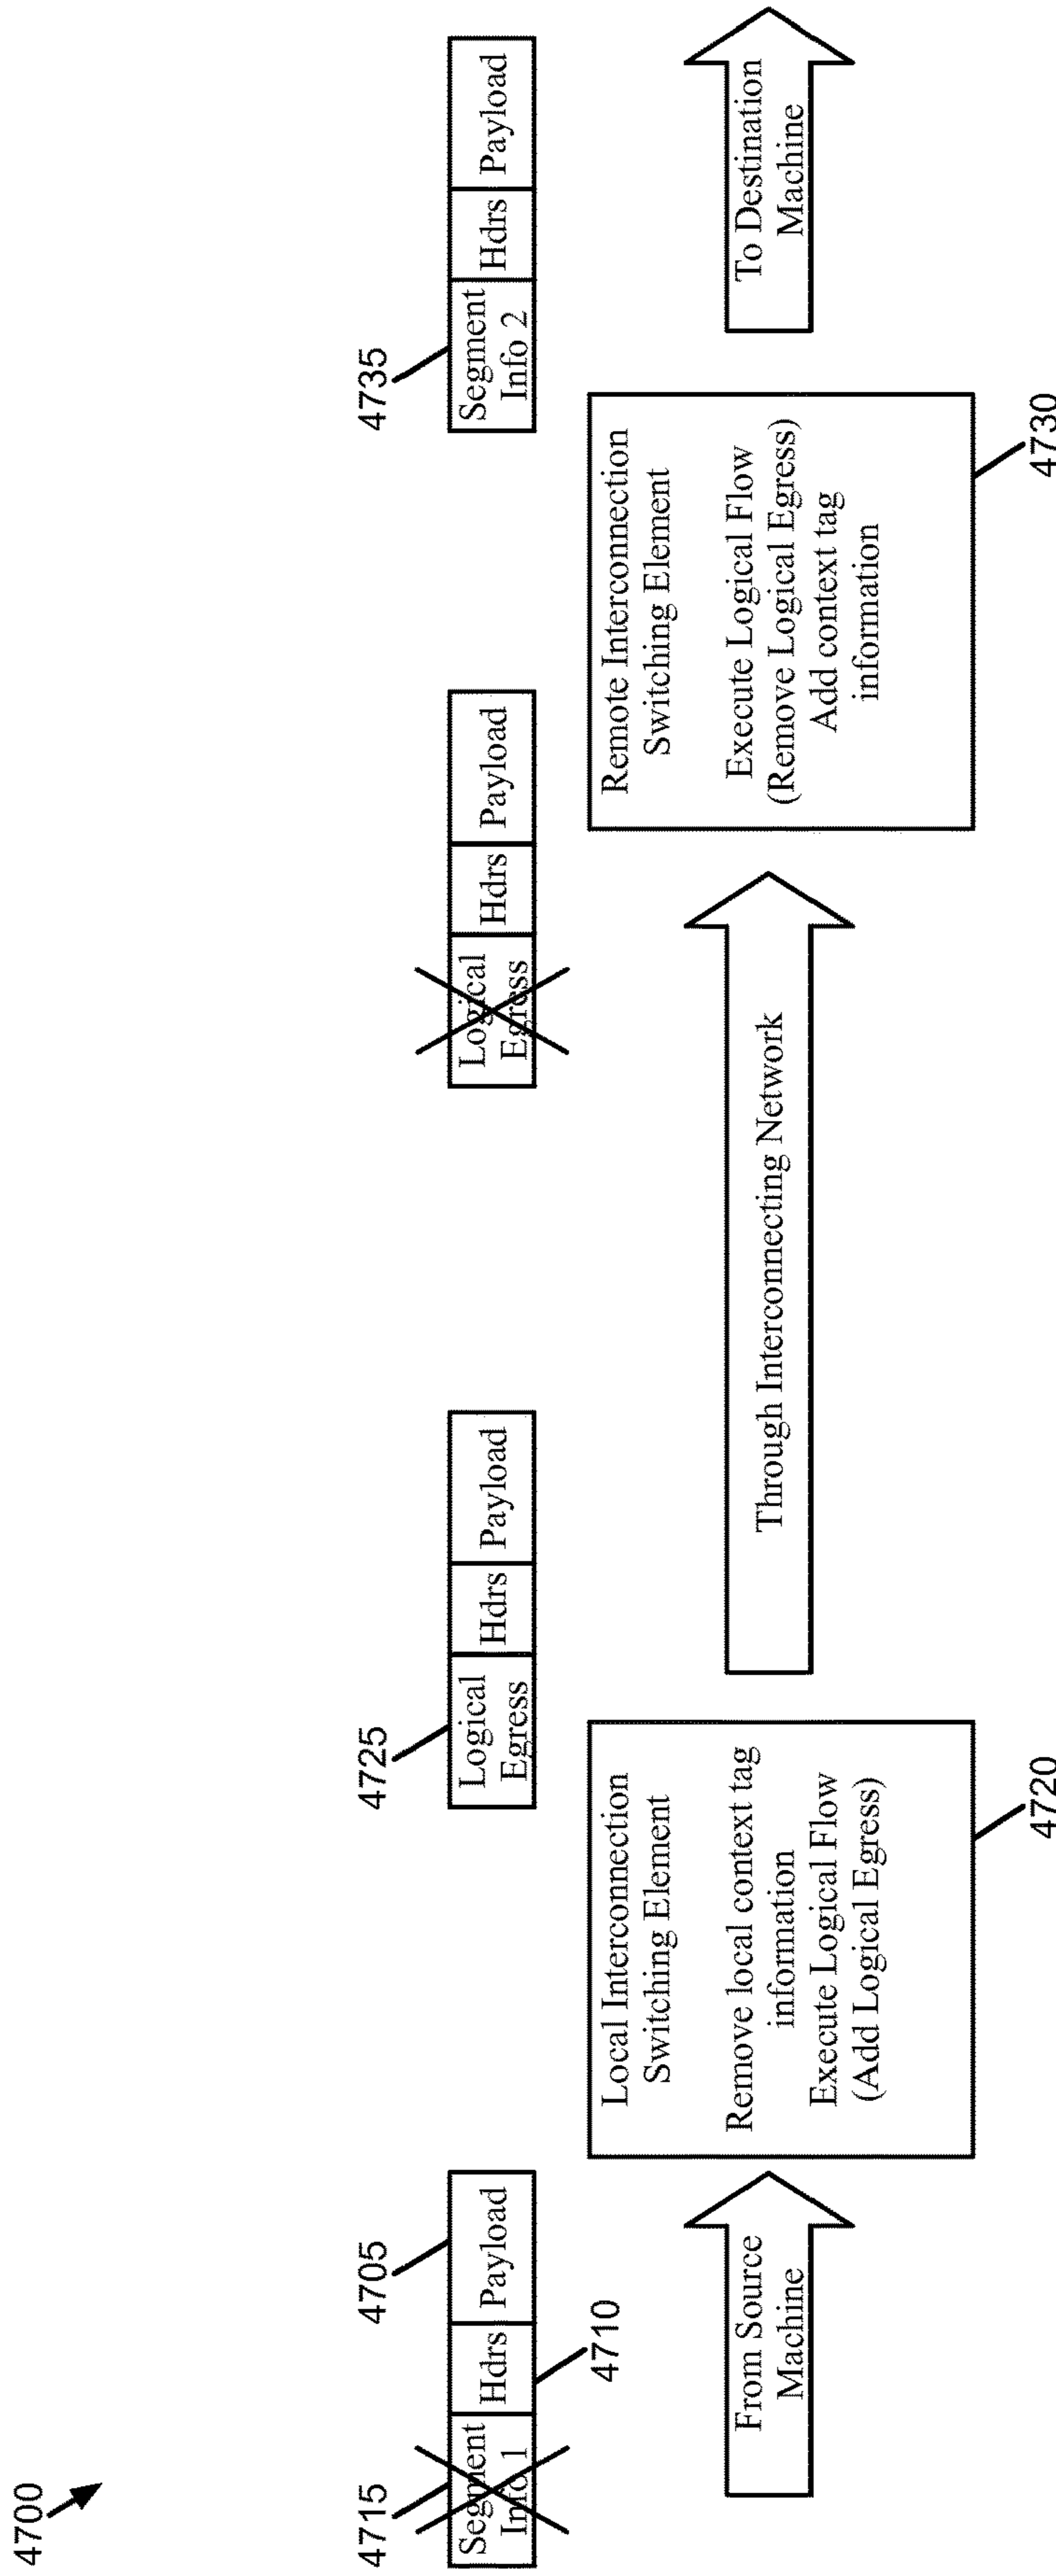 4700
4715
4705
Segment
Info 1
Hdrs
Payload
4710
4725
Logical
Egress
Hdrs
Payload
Logical
Egress
Hdrs
Payload
4735
Segment
Info 2
Hdrs
Payload
From Source
Machine
Local Interconnection
Switching Element
Remove local context tag
information
Execute Logical Flow
(Add Logical Egress)
4720
Through Interconnecting Network
Remote Interconnection
Switching Element
Execute Logical Flow
(Remove Logical Egress)
Add context tag
information
4730
To Destination
Machine